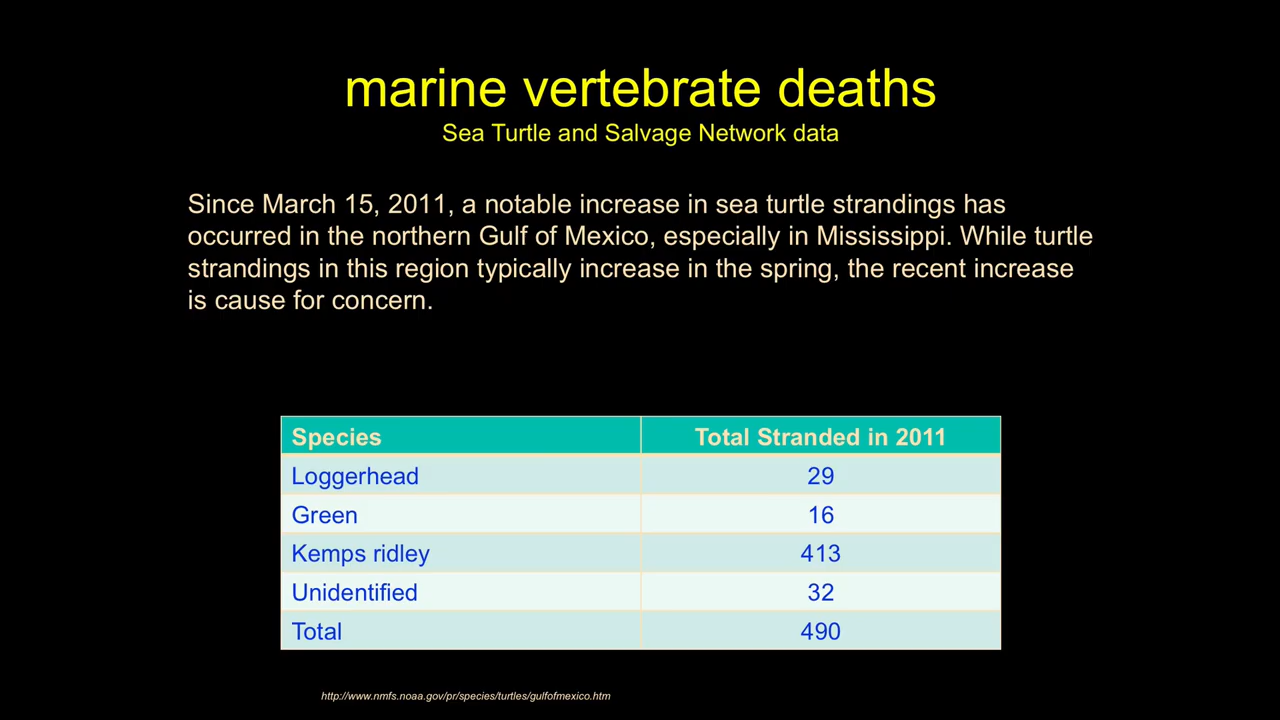 marine vertebrate deaths
Sea Turtle and Salvage Network data
Since March 15, 2011, a notable increase in sea turtle strandings has
occurred in the northern Gulf of Mexico, especially in Mississippi. While turtle
strandings in this region typically increase in the spring, the recent increase
is cause for concern.
Species Total Stranded in 2011
Loggerhead 29
Green 16
Kemps ridley 413
Unidentified 32
Total 490
http://www.nmfs.noaa.gov/pr/species/turtles/gulfofmexico.htm